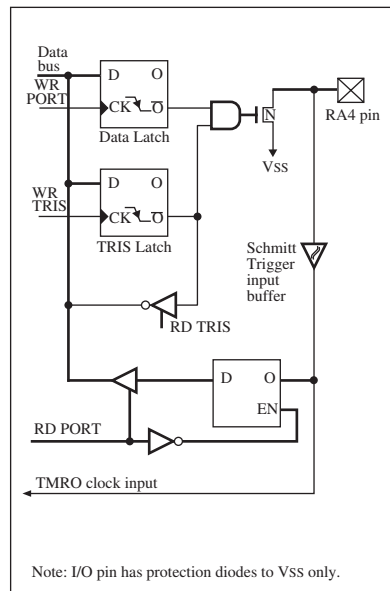 Data
bus
WR
PORT
D O
CK O
Data Latch
N
RA4 pin
VSS
WR
TRIS
D O
CK O
TRIS Latch
Schmitt
Trigger
input
buffer
RD TRIS
D O
EN
RD PORT
TMRO clock input
Note: I/O pin has protection diodes to VSS only.